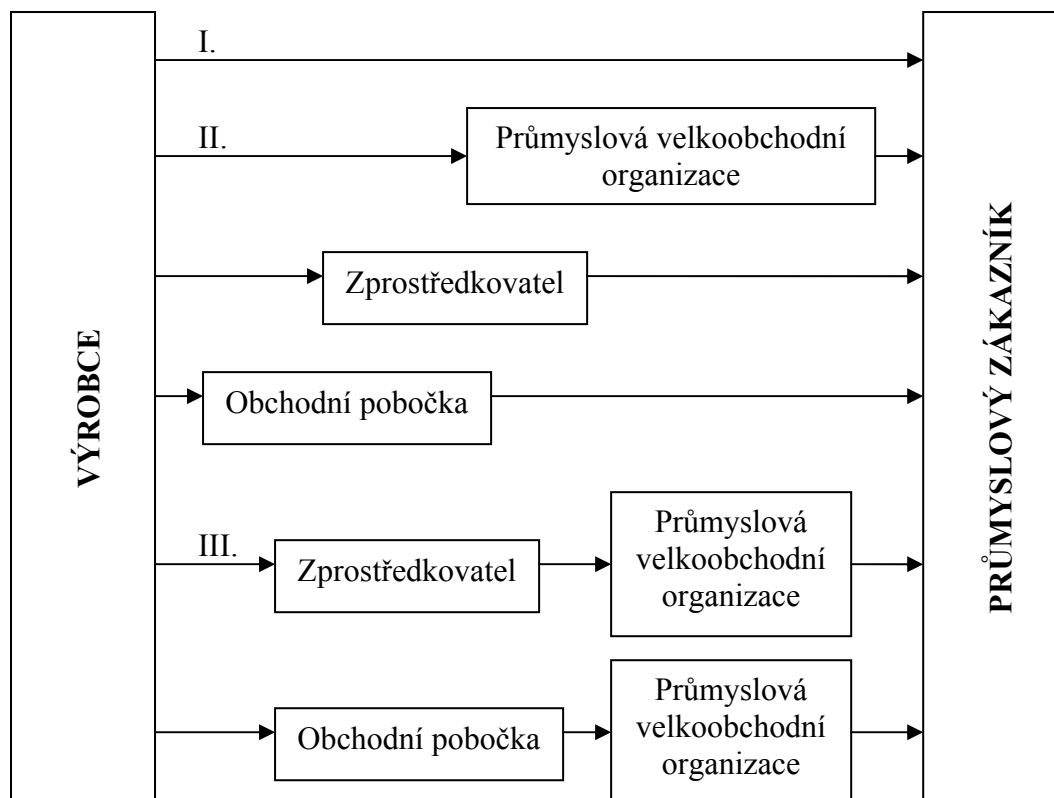 VÝROBCE
I.
II.
Průmyslová velkoobchodní
organizace
Zprostředkovatel
Obchodní pobočka
III.
Zprostředkovatel
Průmyslová
velkoobchodní
organizace
Obchodní pobočka
Průmyslová
velkoobchodní
organizace
PRŮMYSLOVÝ ZÁKAZNÍK